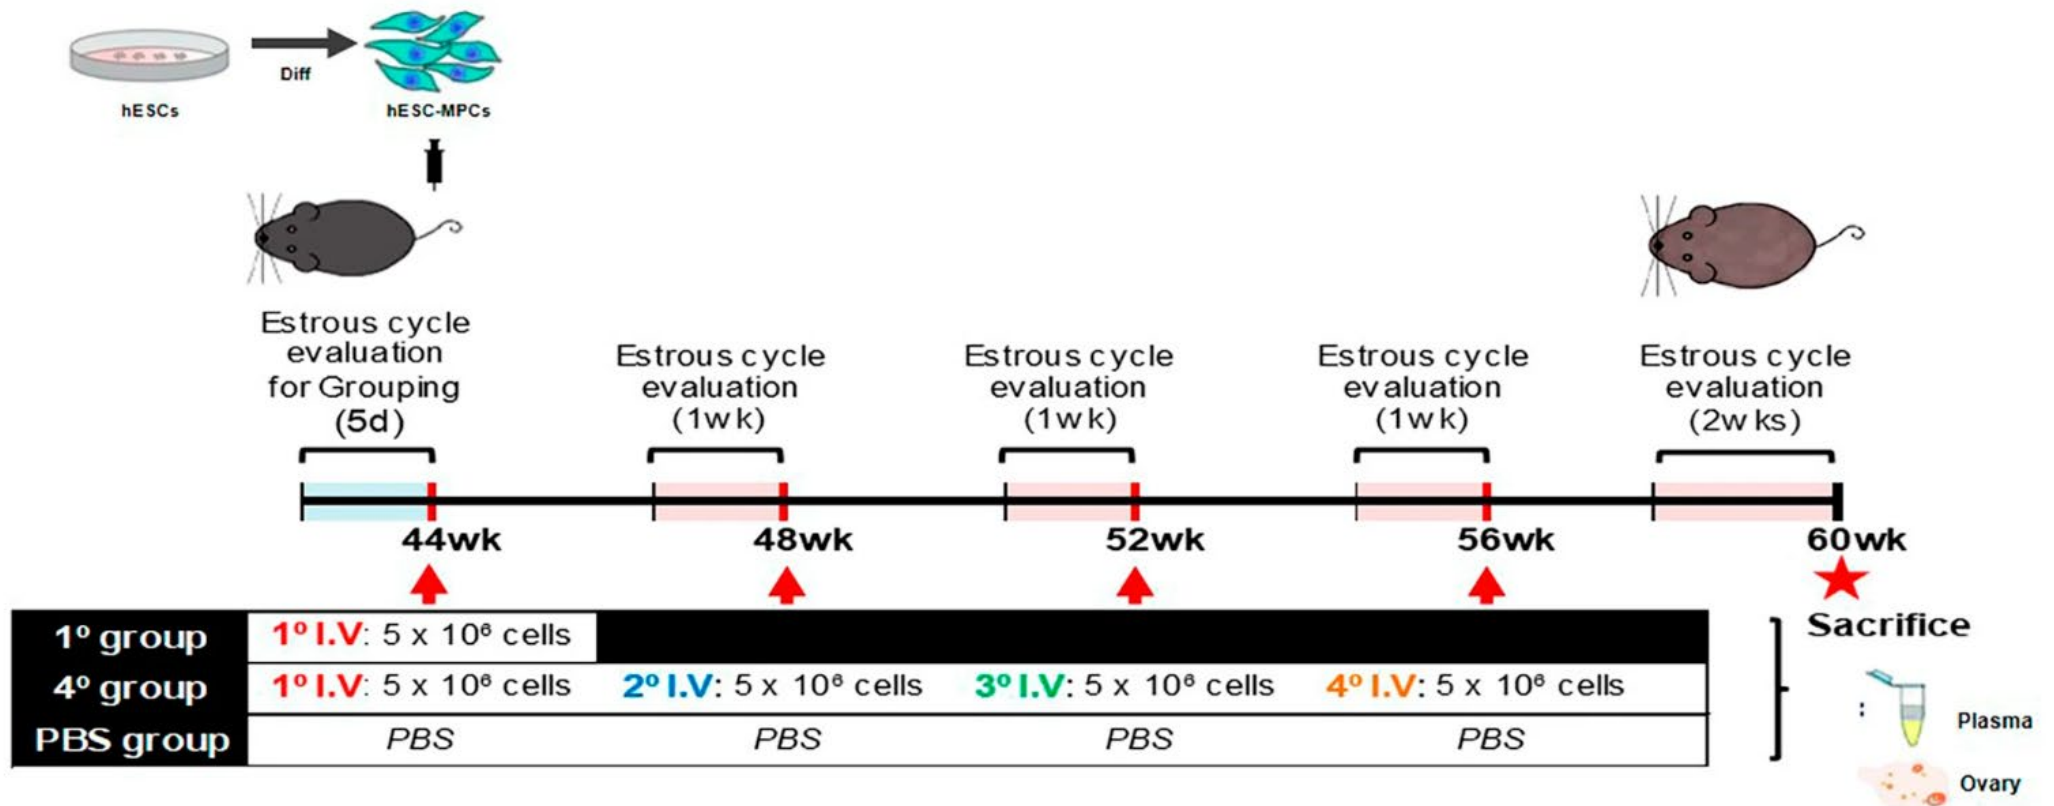 Diff
hESCs
hESC-MPCs
Estrous cycle
evaluation
for Grouping
(5d)
Estrous cycle
evaluation
(1wk)
Estrous cycle
evaluation
(1wk)
Estrous cycle
evaluation
(1wk)
Estrous cycle
evaluation
(2wks)
44wk
48wk
52wk
56wk
60wk
1º group
1º I.V: 5 x 10⁶ cells
4º group
1º I.V: 5 x 10⁶ cells
2º I.V: 5 x 10⁶ cells
3º I.V: 5 x 10⁶ cells
4º I.V: 5 x 10⁶ cells
PBS group
PBS
PBS
PBS
PBS
Sacrifice
:
Plasma
Ovary